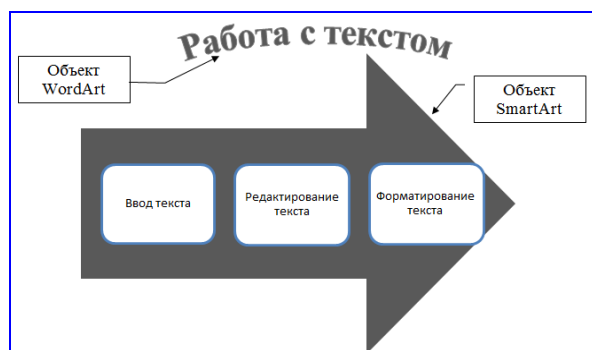 Работа с текстом
Объект
WordArt
Объект
SmartArt
Ввод текста
Редактирование
текста
Форматирование
текста